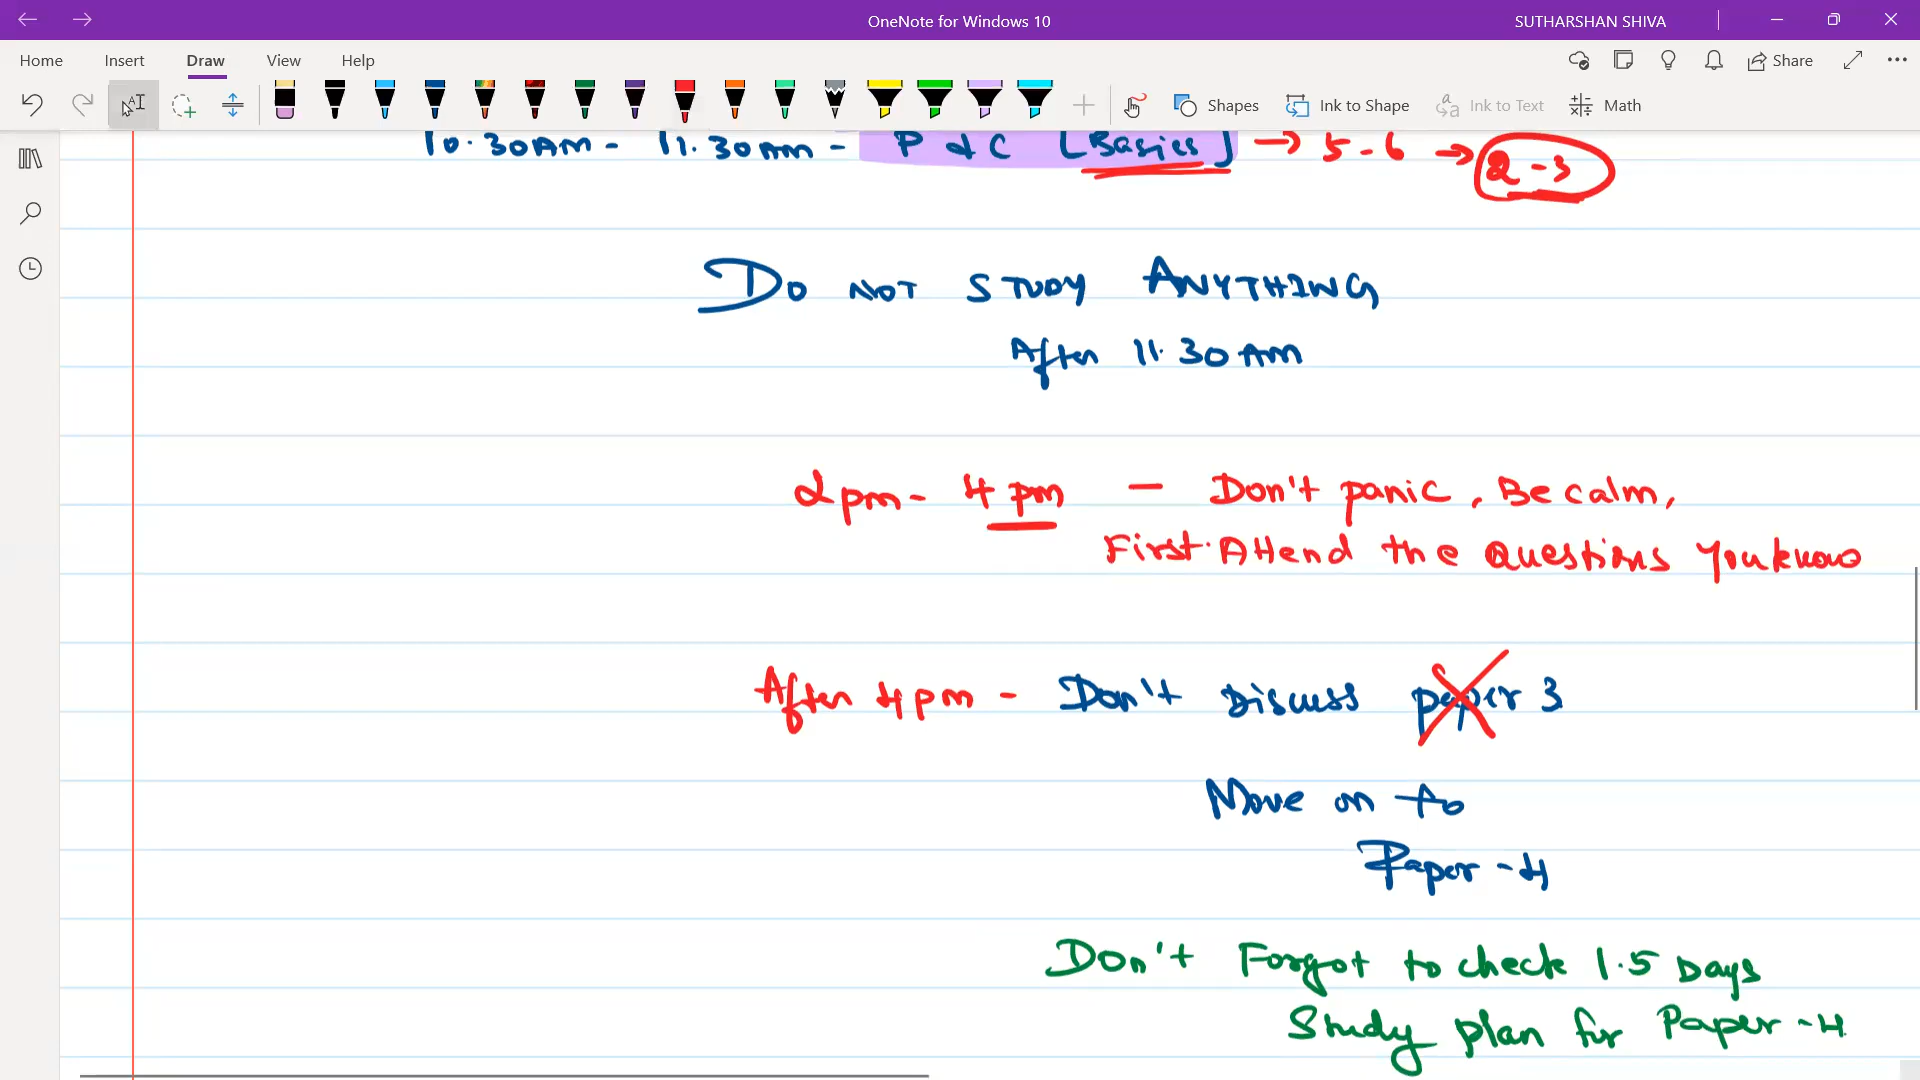 OneNote for Windows 10
SUTHARSHAN SHIVA
Home Insert Draw View Help
Share
Shapes Ink to Shape Ink to Text Math
10.30AM - 11.30AM - P & C [Basics] → 5-6 → 2-3
DO NOT STUDY ANYTHING
After 11.30 AM
2pm - 4pm — Don't panic, Be calm,
First Attend the Questions you know
After 4pm - Don't Discuss paper 3
Move on to
Paper-4
Don't Forgot to check 1.5 Days
Study plan for Paper-4